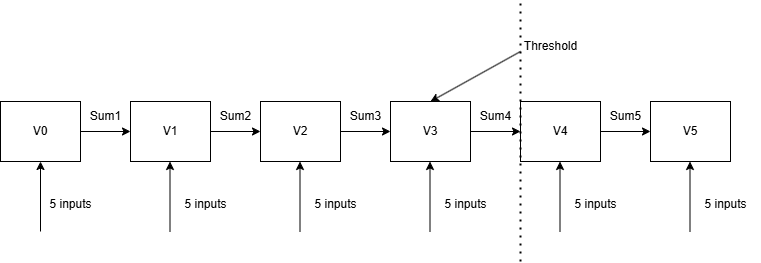 Threshold
Sum1
Sum2
Sum3
Sum4
Sum5
V0
V1
V2
V3
V4
V5
5 inputs
5 inputs
5 inputs
5 inputs
5 inputs
5 inputs